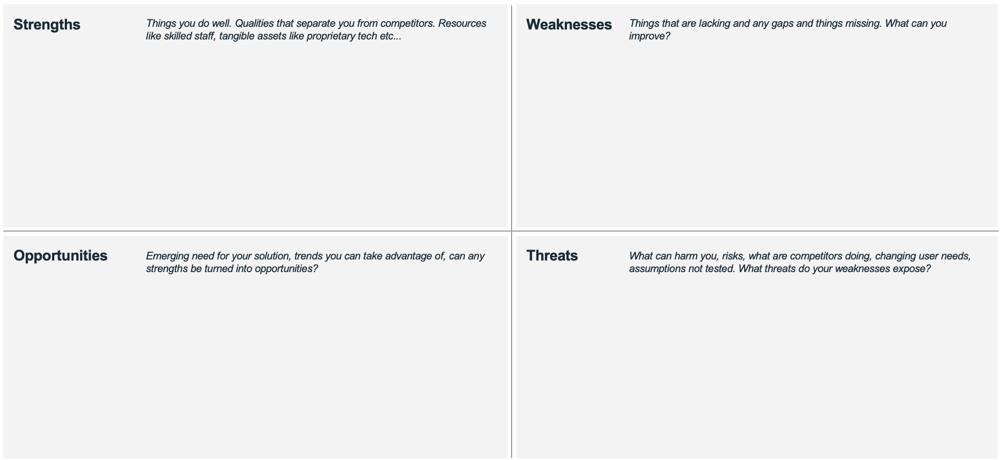 Strengths
Things you do well. Qualities that separate you from competitors. Resources
like skilled staff, tangible assets like proprietary tech etc...
Weaknesses
Things that are lacking and any gaps and things missing. What can you
improve?
Opportunities
Emerging need for your solution, trends you can take advantage of, can any
strengths be turned into opportunities?
Threats
What can harm you, risks, what are competitors doing, changing user needs,
assumptions not tested. What threats do your weaknesses expose?